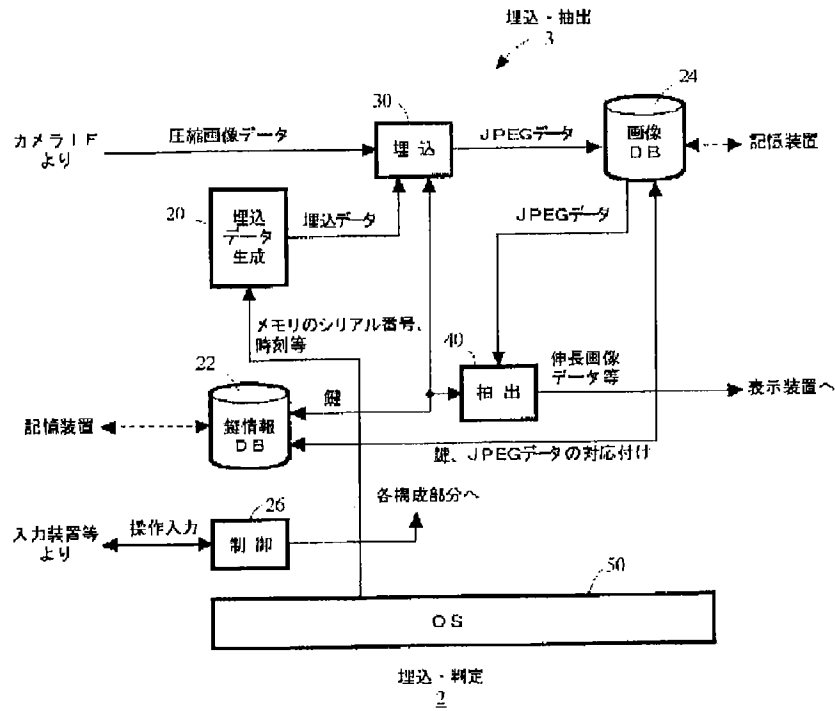 埋込・抽出
3
24
30
カメラIF
より
圧縮画像データ
埋込
JPEGデータ
画像
DB
記憶装置
20
埋込
データ
生成
埋込データ
JPEGデータ
メモリのシリアル番号、
時刻等
40
22
鍵
抽出
伸長画像
データ等
表示装置へ
記憶装置
鍵情報
DB
鍵、JPEGデータの対応付け
26
各構成部分へ
入力装置等
より
操作入力
制御
50
OS
埋込・判定
2